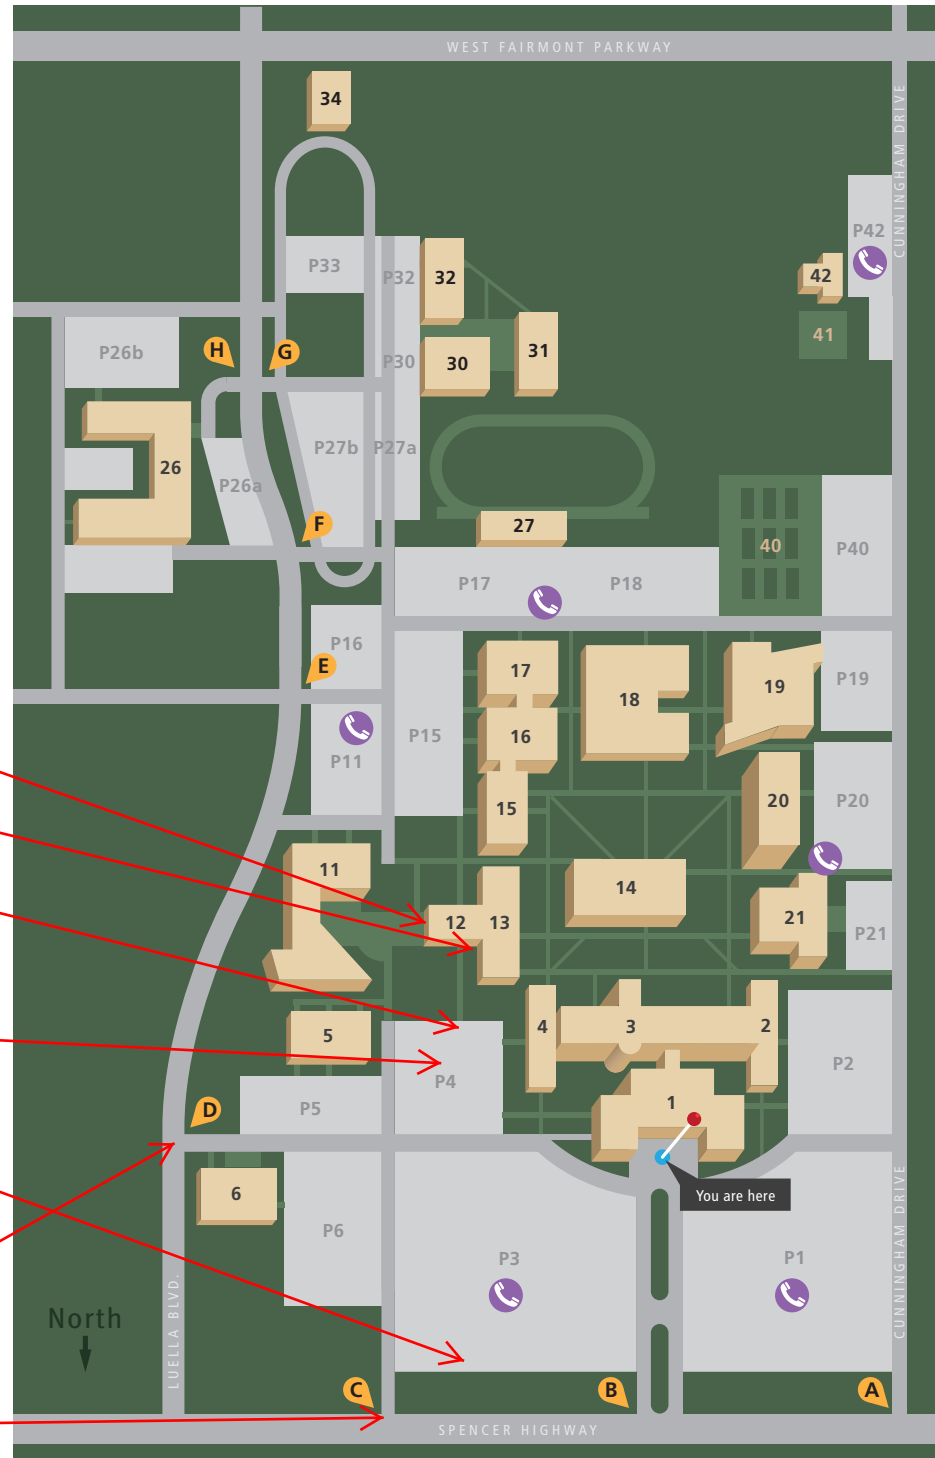 WEST FAIRMONT PARKWAY
34
CUNNINGHAM DRIVE
P42
P33
P32
32
42
41
P26b
H
G
P30
30
31
26
P26a
P27b
P27a
F
27
40
P40
P17
P18
P16
E
17
18
19
P19
P11
P15
16
15
20
P20
11
12
13
14
21
P21
5
4
3
2
P4
P2
P5
D
1
6
You are here
P6
P3
P1
North
LUELLA BLVD.
CUNNINGHAM DRIVE
C
B
A
SPENCER HIGHWAY